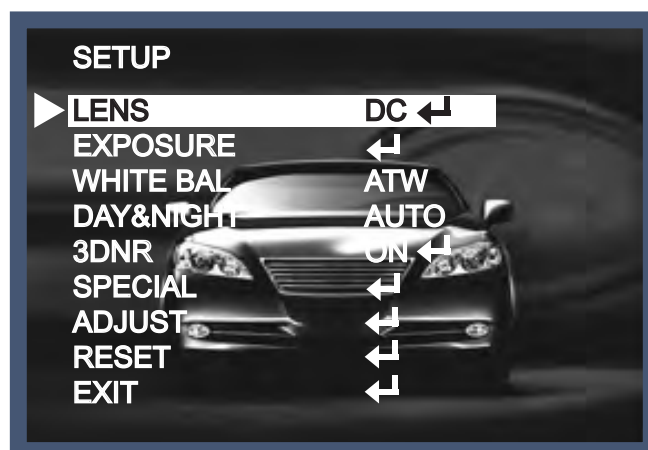 SETUP
LENS DC ↵
EXPOSURE ↵
WHITE BAL ATW
DAY&NIGHT AUTO
3DNR ON ↵
SPECIAL ↵
ADJUST ↵
RESET ↵
EXIT ↵